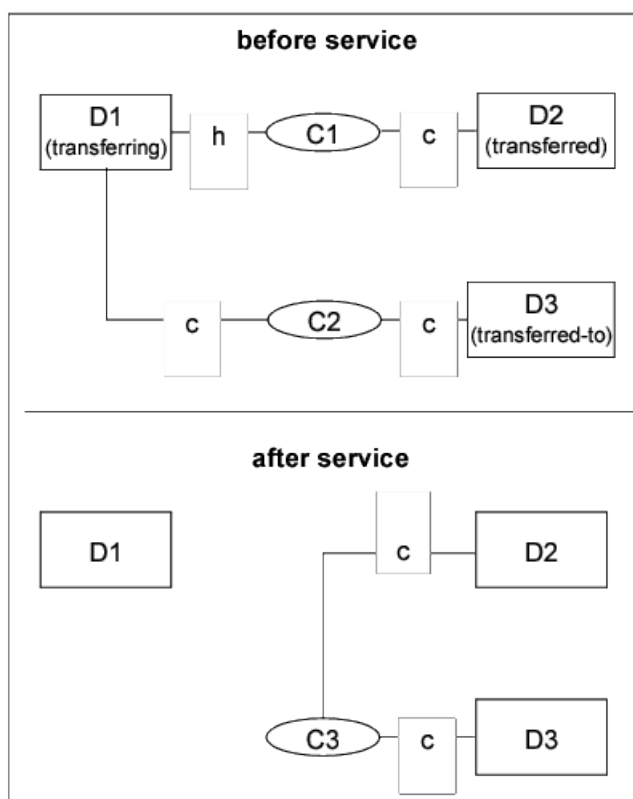 before service
D1
(transferring)
h
C1
c
D2
(transferred)
c
C2
c
D3
(transferred-to)
after service
D1
c
D2
C3
c
D3